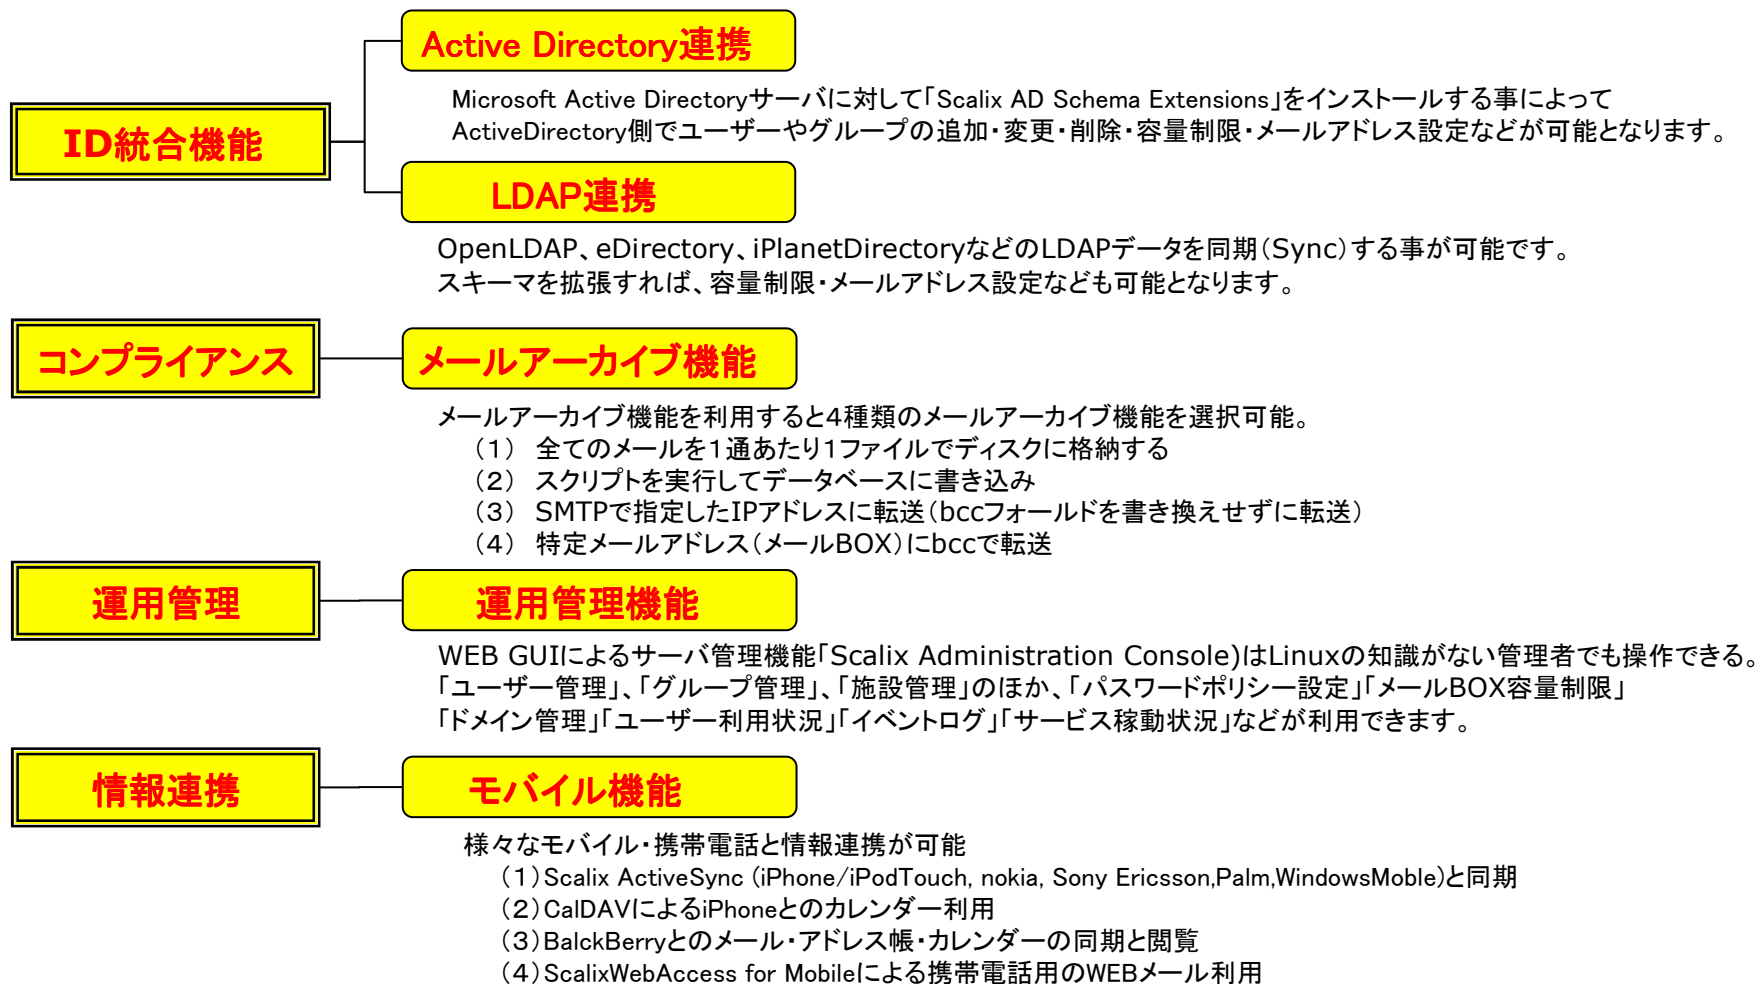 Active Directory連携
Microsoft Active Directoryサーバに対して「Scalix AD Schema Extensions」をインストールする事によって
ActiveDirectory側でユーザーやグループの追加・変更・削除・容量制限・メールアドレス設定などが可能となります。
ID統合機能
LDAP連携
OpenLDAP、eDirectory、iPlanetDirectoryなどのLDAPデータを同期（Sync）する事が可能です。
スキーマを拡張すれば、容量制限・メールアドレス設定なども可能となります。
コンプライアンス
メールアーカイブ機能
メールアーカイブ機能を利用すると４種類のメールアーカイブ機能を選択可能。
（１） 全てのメールを１通あたり１ファイルでディスクに格納する
（２） スクリプトを実行してデータベースに書き込み
（３） SMTPで指定したIPアドレスに転送（bccフォールドを書き換えせずに転送）
（４） 特定メールアドレス（メールBOX）にbccで転送
運用管理
運用管理機能
WEB GUIによるサーバ管理機能「Scalix Administration Console)はLinuxの知識がない管理者でも操作できる。
「ユーザー管理」、「グループ管理」、「施設管理」のほか、「パスワードポリシー設定」「メールBOX容量制限」
「ドメイン管理」「ユーザー利用状況」「イベントログ」「サービス稼動状況」などが利用できます。
情報連携
モバイル機能
様々なモバイル・携帯電話と情報連携が可能
（１）Scalix ActiveSync (iPhone/iPodTouch, nokia, Sony Ericsson,Palm,WindowsMoble)と同期
（２）CalDAVによるiPhoneとのカレンダー利用
（３）BalckBerryとのメール・アドレス帳・カレンダーの同期と閲覧
（４）ScalixWebAccess for Mobileによる携帯電話用のWEBメール利用